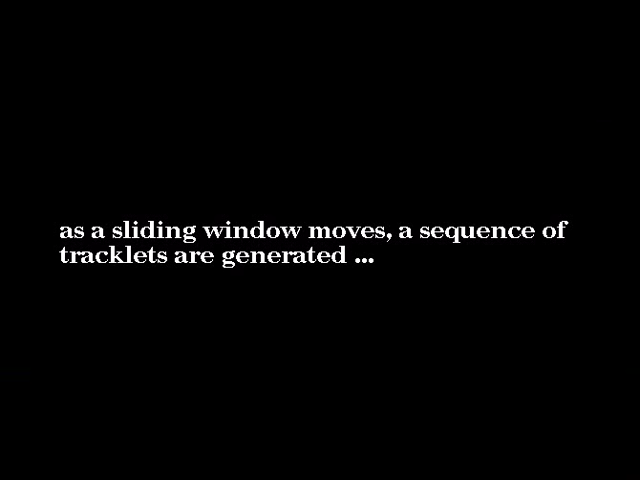 as a sliding window moves, a sequence of
tracklets are generated ...